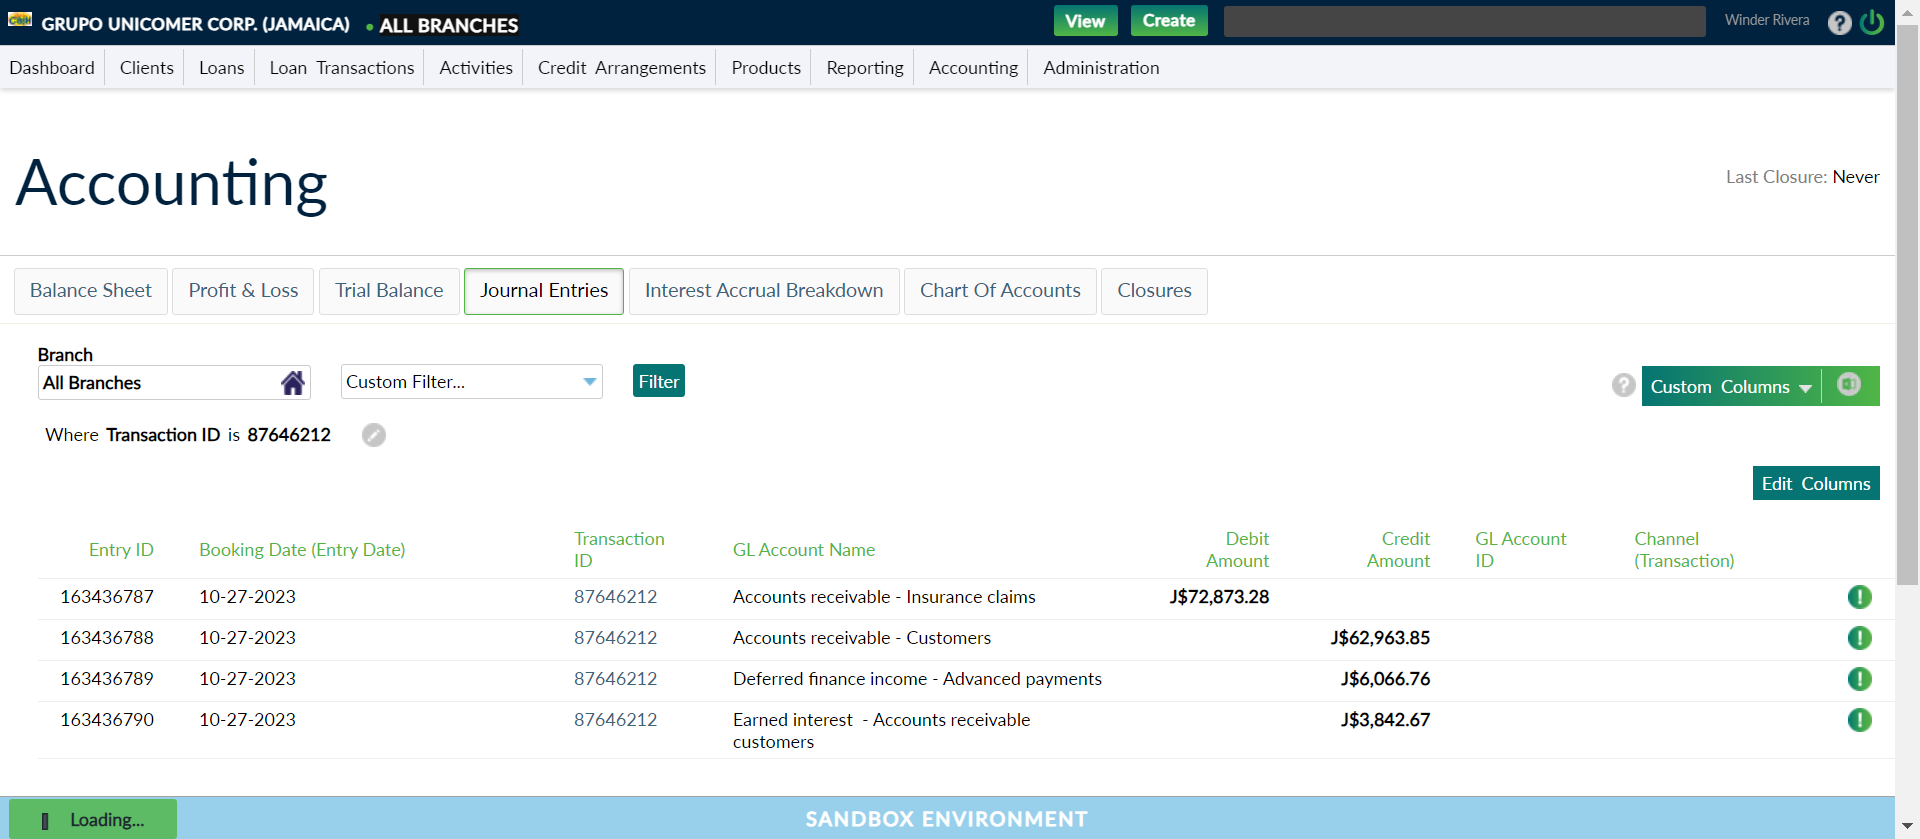 CaSH GRUPO UNICOMER CORP. (JAMAICA) • ALL BRANCHES View Create Winder Rivera ?
Dashboard Clients Loans Loan Transactions Activities Credit Arrangements Products Reporting Accounting Administration
Accounting
Last Closure: Never
Balance Sheet Profit & Loss Trial Balance Journal Entries Interest Accrual Breakdown Chart Of Accounts Closures
Branch
All Branches Custom Filter... Filter ? Custom Columns
Where Transaction ID is 87646212
Edit Columns
Entry ID Booking Date (Entry Date) Transaction ID GL Account Name Debit Amount Credit Amount GL Account ID Channel (Transaction)
163436787 10-27-2023 87646212 Accounts receivable - Insurance claims J$72,873.28
163436788 10-27-2023 87646212 Accounts receivable - Customers J$62,963.85
163436789 10-27-2023 87646212 Deferred finance income - Advanced payments J$6,066.76
163436790 10-27-2023 87646212 Earned interest - Accounts receivable J$3,842.67
customers
Loading... SANDBOX ENVIRONMENT